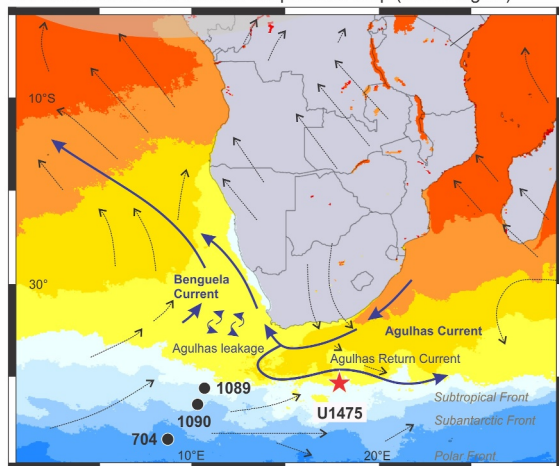 10°S
30°
Benguela
Current
Agulhas Current
Agulhas leakage
Agulhas Return Current
1089
Subtropical Front
1090
U1475
Subantarctic Front
704
10°E
20°E
Polar Front